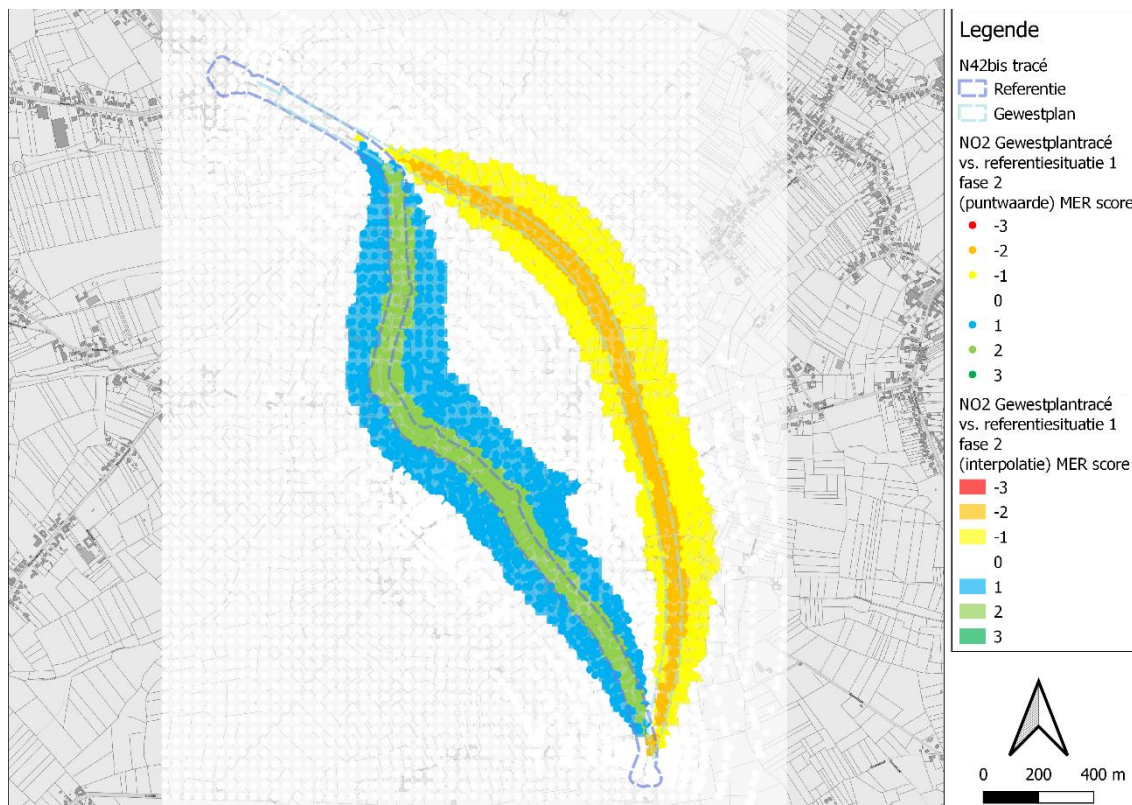 Legende
N42bis tracé
Referentie
Gewestplan
NO2 Gewestplantracé
vs. referentiesituatie 1
fase 2
(puntwaarde) MER score
-3
-2
-1
0
1
2
3
NO2 Gewestplantracé
vs. referentiesituatie 1
fase 2
(interpolatie) MER score
-3
-2
-1
0
1
2
3
0 200 400 m